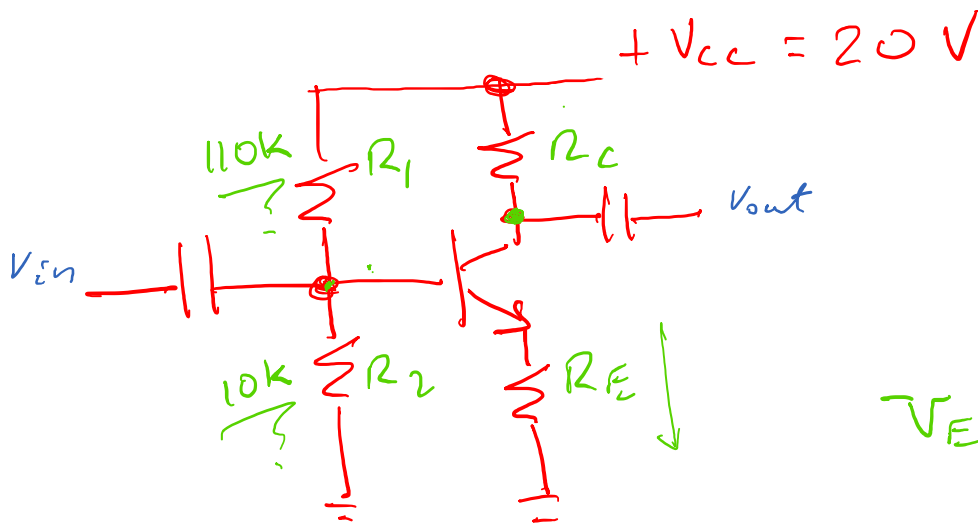 + Vcc = 20 V
110K ?
R1
RC
Vout
Vin
10K ?
R2
RE
VE